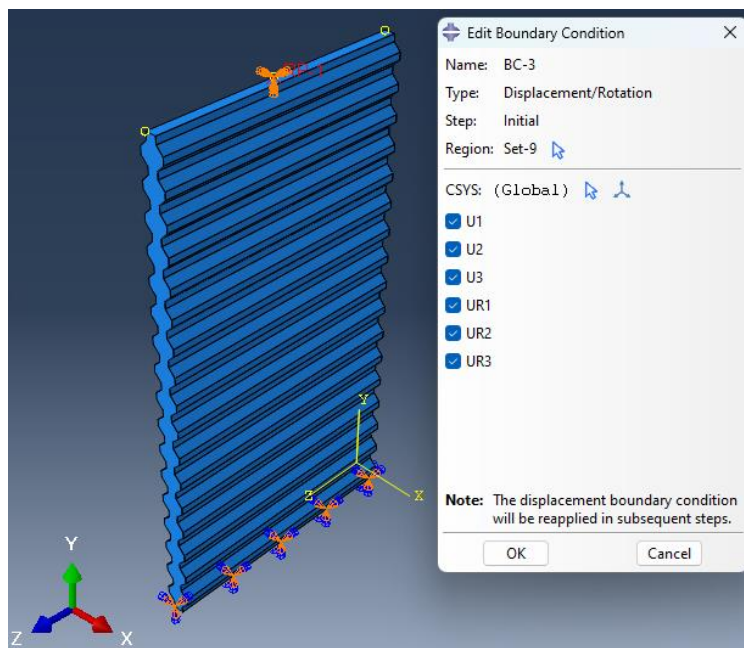 Edit Boundary Condition
Name: BC-3
Type: Displacement/Rotation
Step: Initial
Region: Set-9
CSYS: (Global)
U1
U2
U3
UR1
UR2
UR3
Note: The displacement boundary condition
will be reapplied in subsequent steps.
OK Cancel
Y
Z
X
Y
Z
X